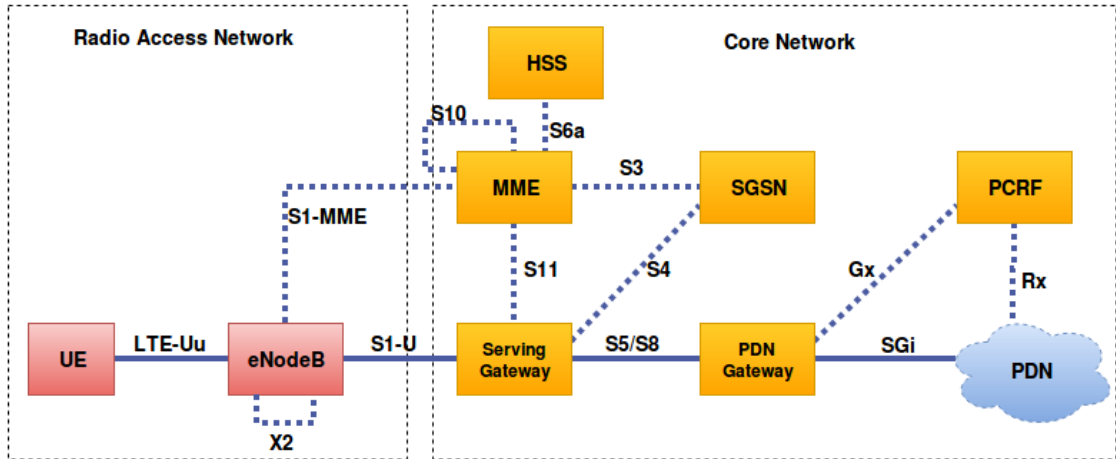 Radio Access Network
Core Network
HSS
S10
S6a
MME
S3
SGSN
PCRF
S1-MME
S11
S4
Gx
Rx
UE
LTE-Uu
eNodeB
S1-U
Serving
Gateway
S5/S8
PDN
Gateway
SGi
PDN
X2